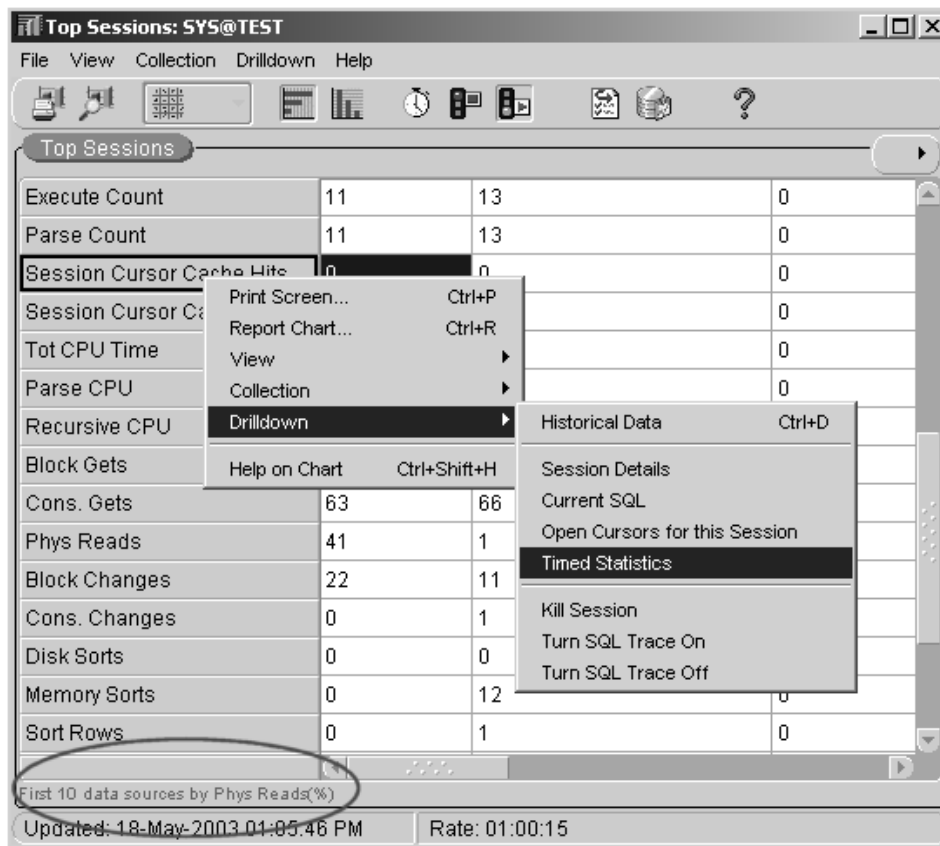 Top Sessions: SYS@TEST
File View Collection Drilldown Help
Top Sessions
Execute Count 11 13 0
Parse Count 11 13 0
Session Cursor Cache Hits 0 0 0
Session Cursor 0
Tot CPU Time 0
Parse CPU 0
Recursive CPU
Block Gets
Cons. Gets 63 66
Phys Reads 41 1
Block Changes 22 11
Cons. Changes 0 1
Disk Sorts 0 0
Memory Sorts 0 12 0
Sort Rows 0 1 0
Print Screen... Ctrl+P
Report Chart... Ctrl+R
View
Collection
Drilldown
Help on Chart Ctrl+Shift+H
Historical Data Ctrl+D
Session Details
Current SQL
Open Cursors for this Session
Timed Statistics
Kill Session
Turn SQL Trace On
Turn SQL Trace Off
First 10 data sources by Phys Reads(%)
Updated: 18-May-2003 01:05:46 PM Rate: 01:00:15